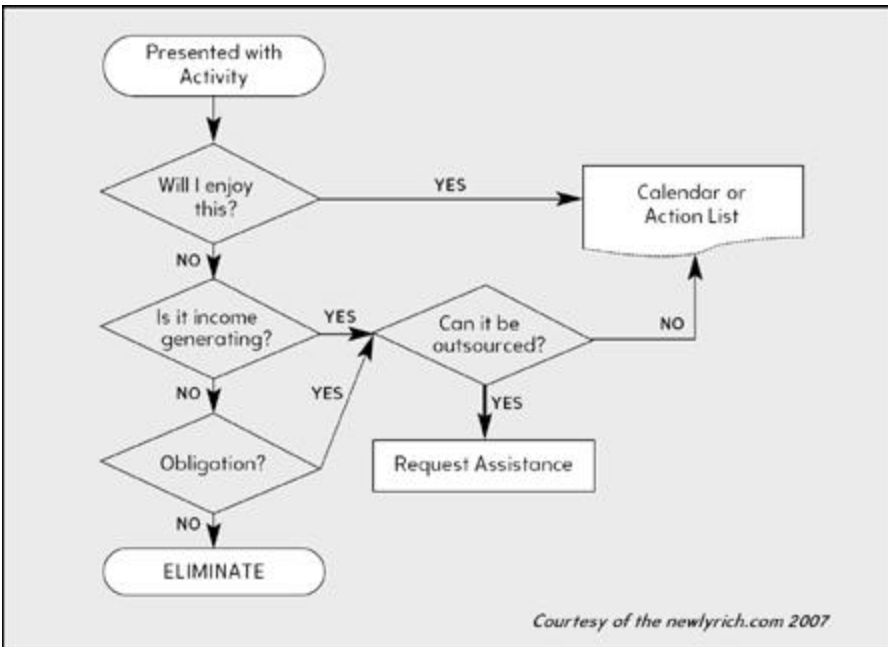 Presented with
Activity
Will I enjoy
this?
YES
Calendar or
Action List
NO
Is it income
generating?
YES
Can it be
outsourced?
NO
NO
YES
YES
Obligation?
Request Assistance
NO
ELIMINATE
Courtesy of the newlyrich.com 2007